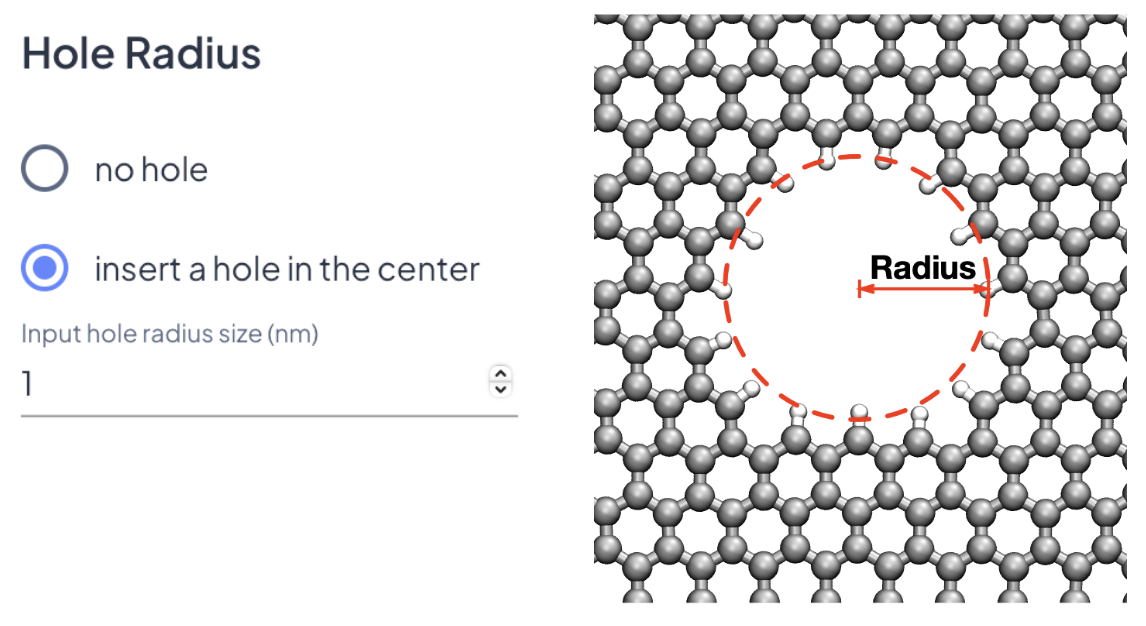 Hole Radius
no hole
insert a hole in the center
Input hole radius size (nm)
1
Radius